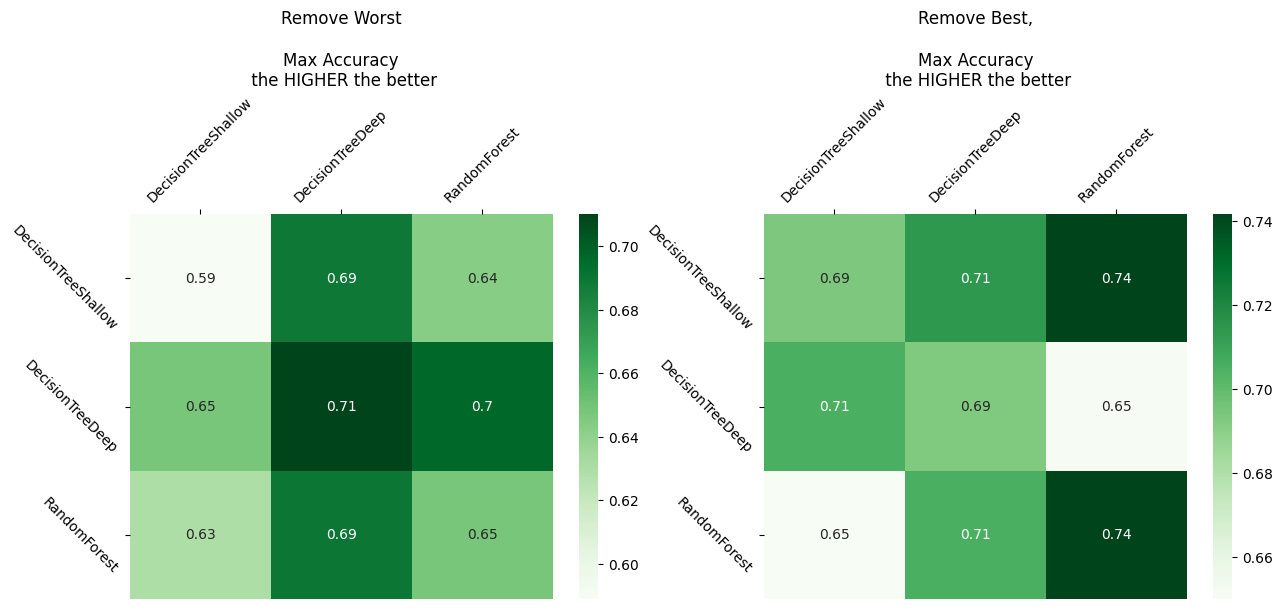 Remove Worst
Max Accuracy
the HIGHER the better
DecisionTreeShallow
DecisionTreeDeep
RandomForest
DecisionTreeShallow
0.59
0.69
0.64
DecisionTreeDeep
0.65
0.71
0.7
RandomForest
0.63
0.69
0.65
0.70
0.68
0.66
0.64
0.62
0.60
Remove Best,
Max Accuracy
the HIGHER the better
DecisionTreeShallow
DecisionTreeDeep
RandomForest
DecisionTreeShallow
0.69
0.71
0.74
DecisionTreeDeep
0.71
0.69
0.65
RandomForest
0.65
0.71
0.74
0.74
0.72
0.70
0.68
0.66